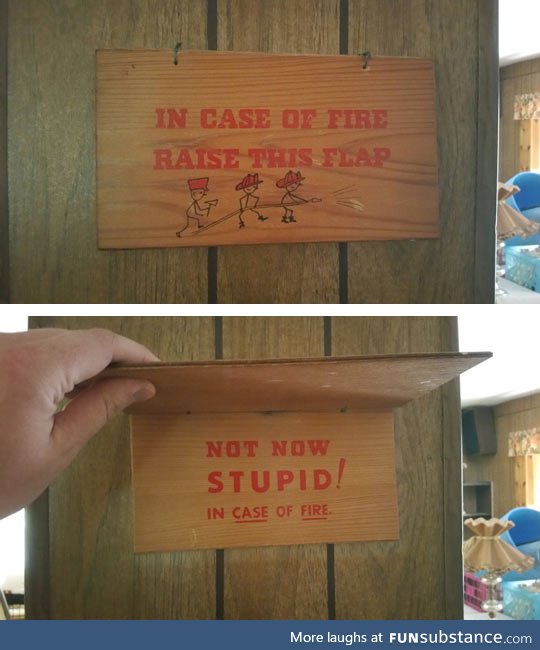 IN CASE OF FIRE
RAISE THIS FLAP
NOT NOW
STUPID!
IN CASE OF FIRE.
More laughs at FUNsubstance.com